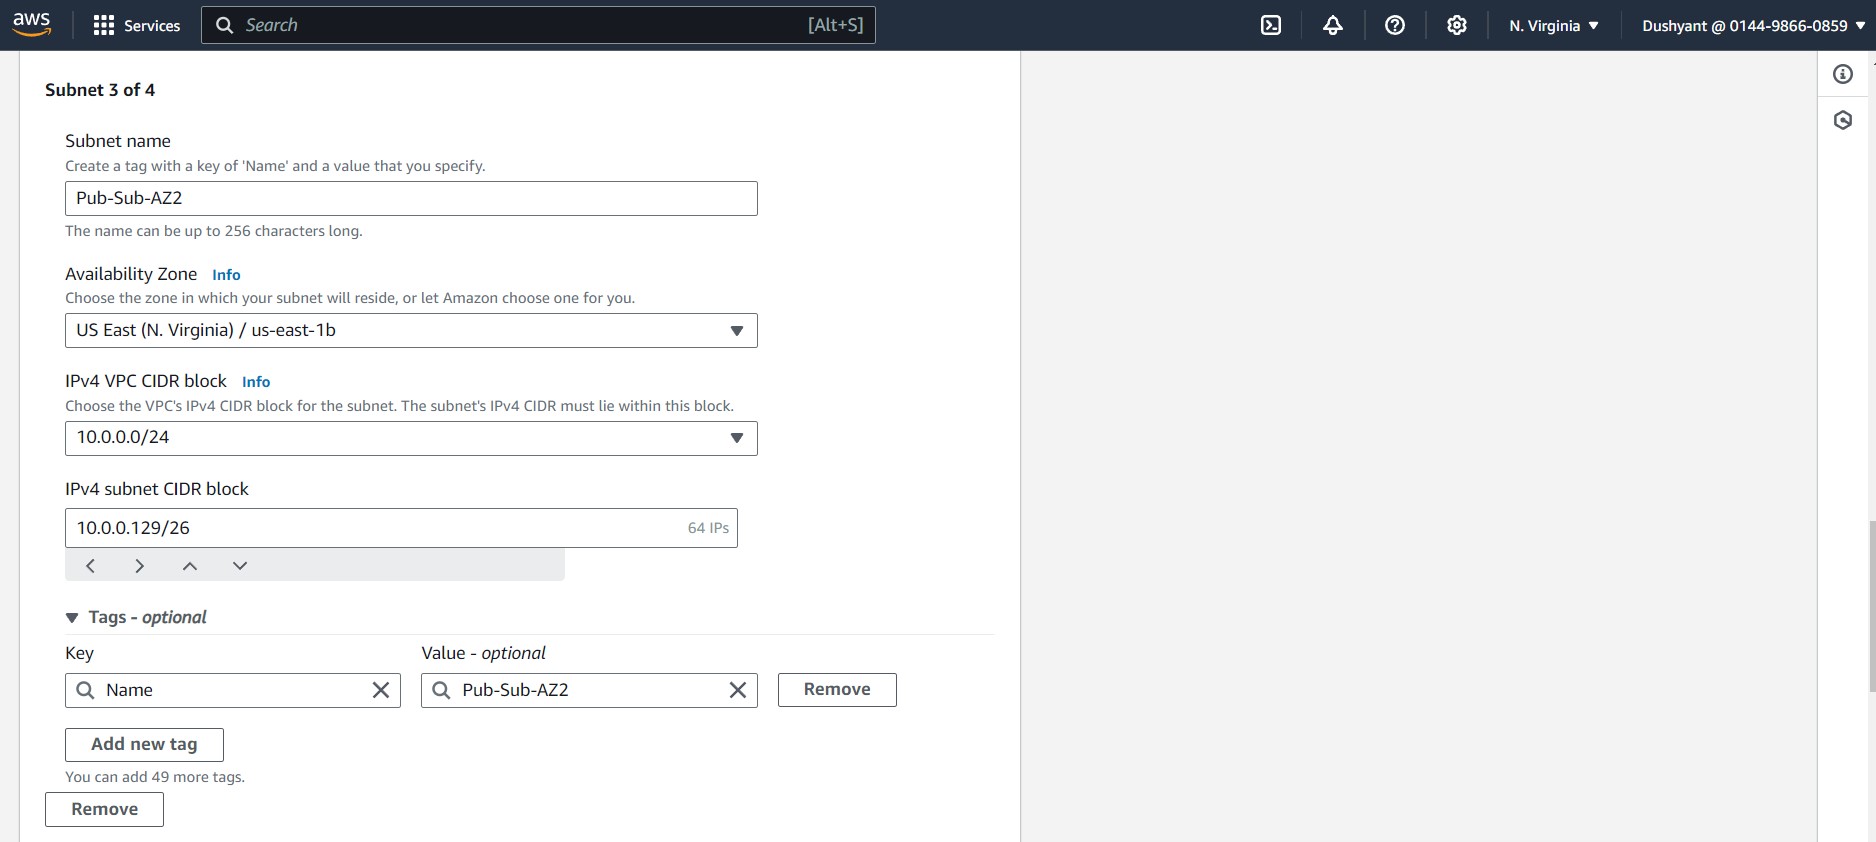 aws Services Search [Alt+S] N. Virginia Dushyant @ 0144-9866-0859
Subnet 3 of 4
Subnet name
Create a tag with a key of 'Name' and a value that you specify.
Pub-Sub-AZ2
The name can be up to 256 characters long.
Availability Zone Info
Choose the zone in which your subnet will reside, or let Amazon choose one for you.
US East (N. Virginia) / us-east-1b
IPv4 VPC CIDR block Info
Choose the VPC's IPv4 CIDR block for the subnet. The subnet's IPv4 CIDR must lie within this block.
10.0.0.0/24
IPv4 subnet CIDR block
10.0.0.129/26 64 IPs
Tags - optional
Key Value - optional
Name Pub-Sub-AZ2 Remove
Add new tag
You can add 49 more tags.
Remove